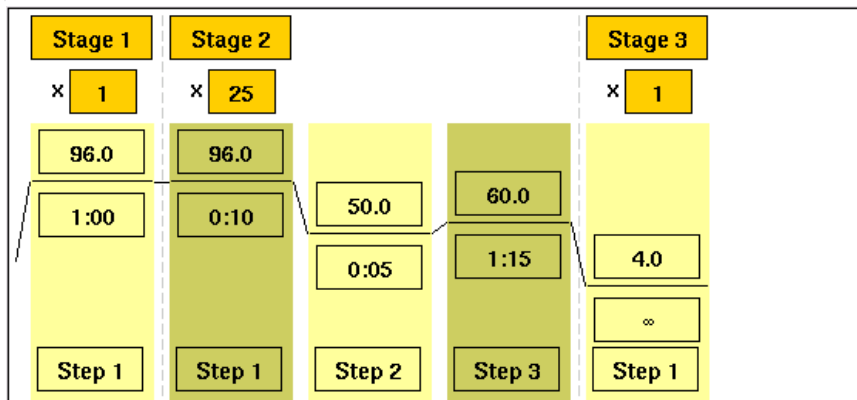 Stage 1 Stage 2 Stage 3
x 1 x 25 x 1
96.0 96.0 50.0 60.0 4.0
1:00 0:10 0:05 1:15 ∞
Step 1 Step 1 Step 2 Step 3 Step 1